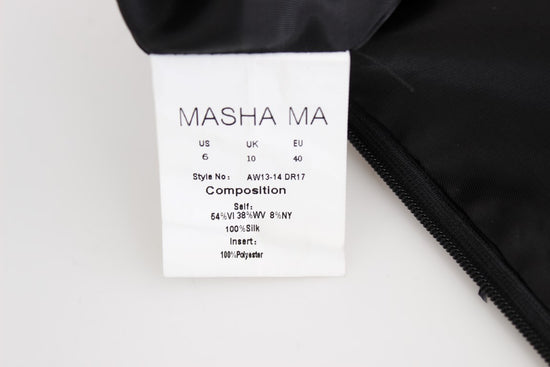 MASHA MA
US UK EU
6 10 40
Style No: AW13-14 DR17
Composition
Self:
54%VI 38%WV 8%NY
100%Silk
Insert:
100%Polyester